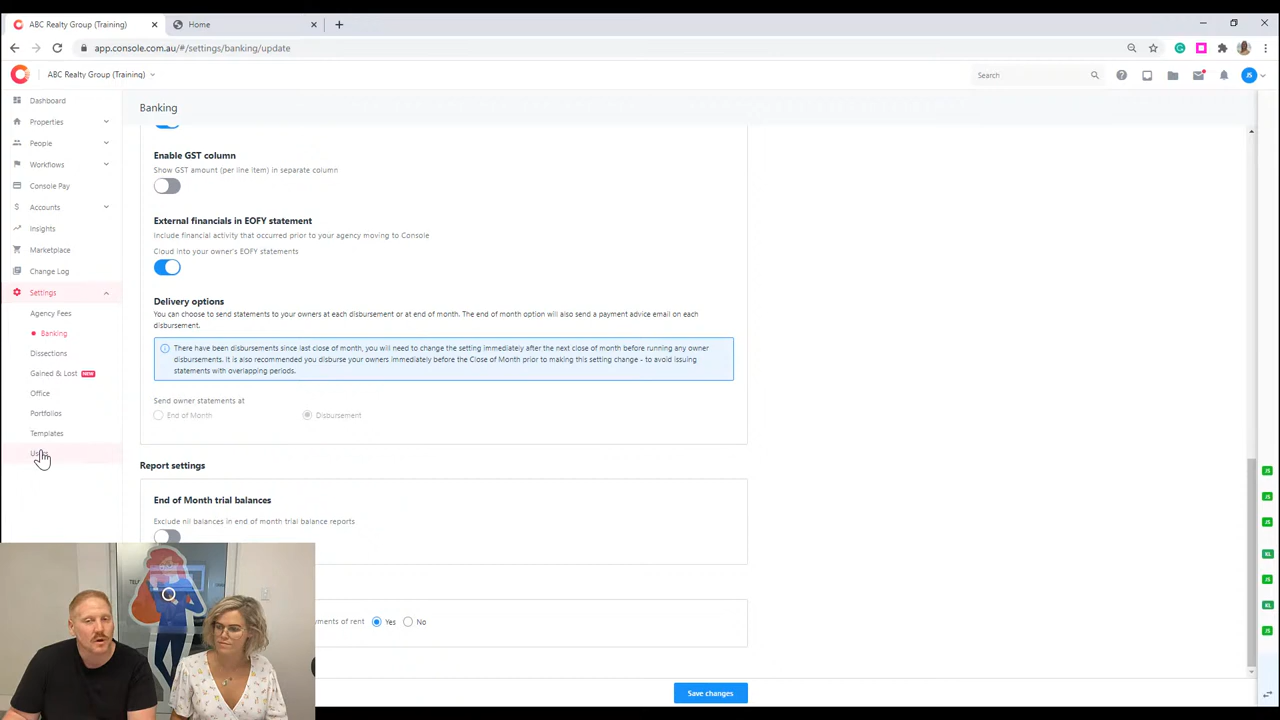 ABC Realty Group (Training)
Home
app.console.com.au/#/settings/banking/update
ABC Realty Group (Training)
Search
JS
Dashboard
Properties
People
Workflows
Console Pay
Accounts
Insights
Marketplace
Change Log
Settings
Agency Fees
Banking
Dissections
Gained & Lost NEW
Office
Portfolios
Templates
Banking
Enable GST column
Show GST amount (per line item) in separate column
External financials in EOFY statement
Include financial activity that occurred prior to your agency moving to Console
Cloud into your owner's EOFY statements
Delivery options
You can choose to send statements to your owners at each disbursement or at end of month. The end of month option will also send a payment advice email on each
disbursement.
There have been disbursements since last close of month, you will need to change the setting immediately after the next close of month before running any owner
disbursements. It is also recommended you disburse your owners immediately before the Close of Month prior to making this setting change - to avoid issuing
statements with overlapping periods.
Send owner statements at
End of Month
Disbursement
Report settings
End of Month trial balances
Exclude nil balances in end of month trial balance reports
yments of rent
Yes
No
Save changes
JS
JS
JS
KL
JS
KL
JS